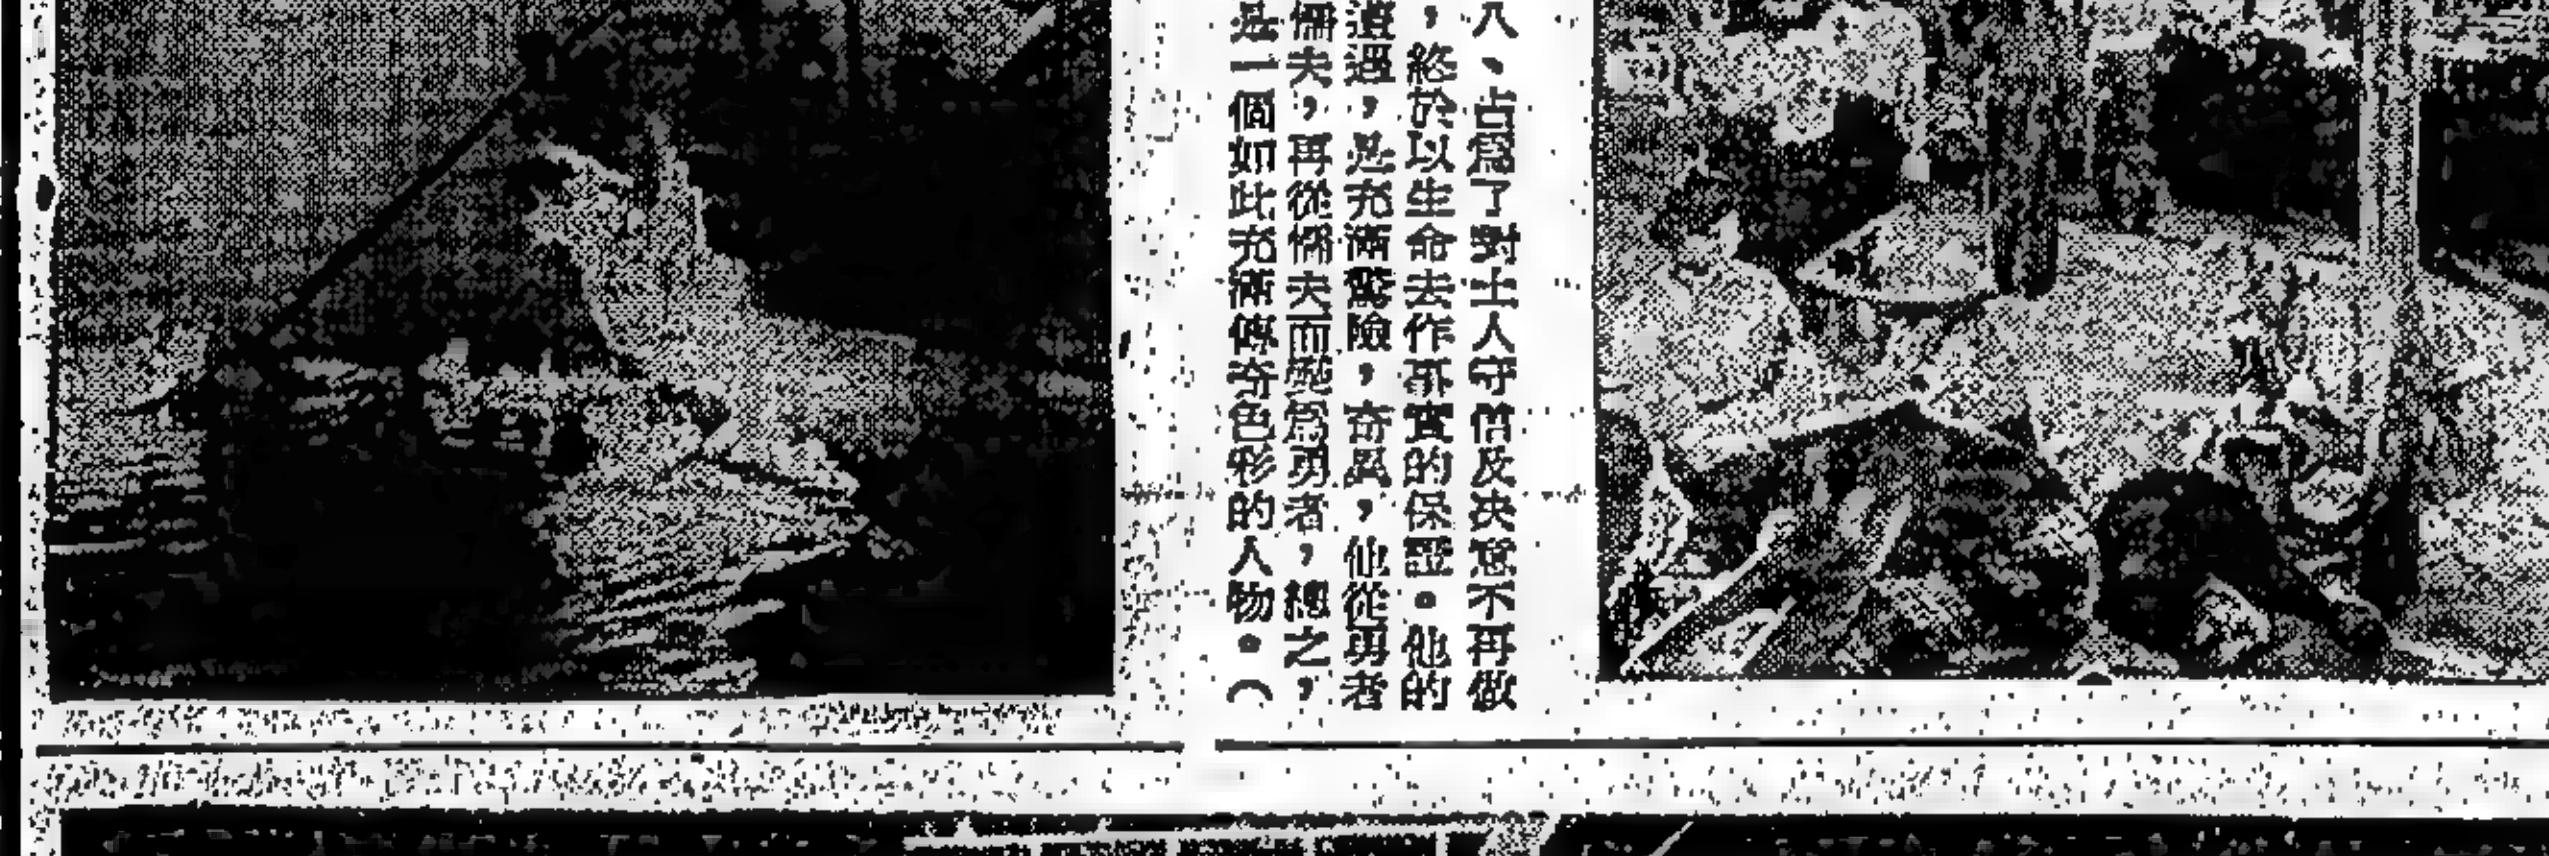 八、占爲了對土人守信及決意不再做
，終於以生命去作事實的保證。他的
遭遇，是充滿驚險，奇異，他從勇者
懦夫，再從懦夫而變爲勇者，總之，
是一個如此充滿傳奇色彩的人物。（